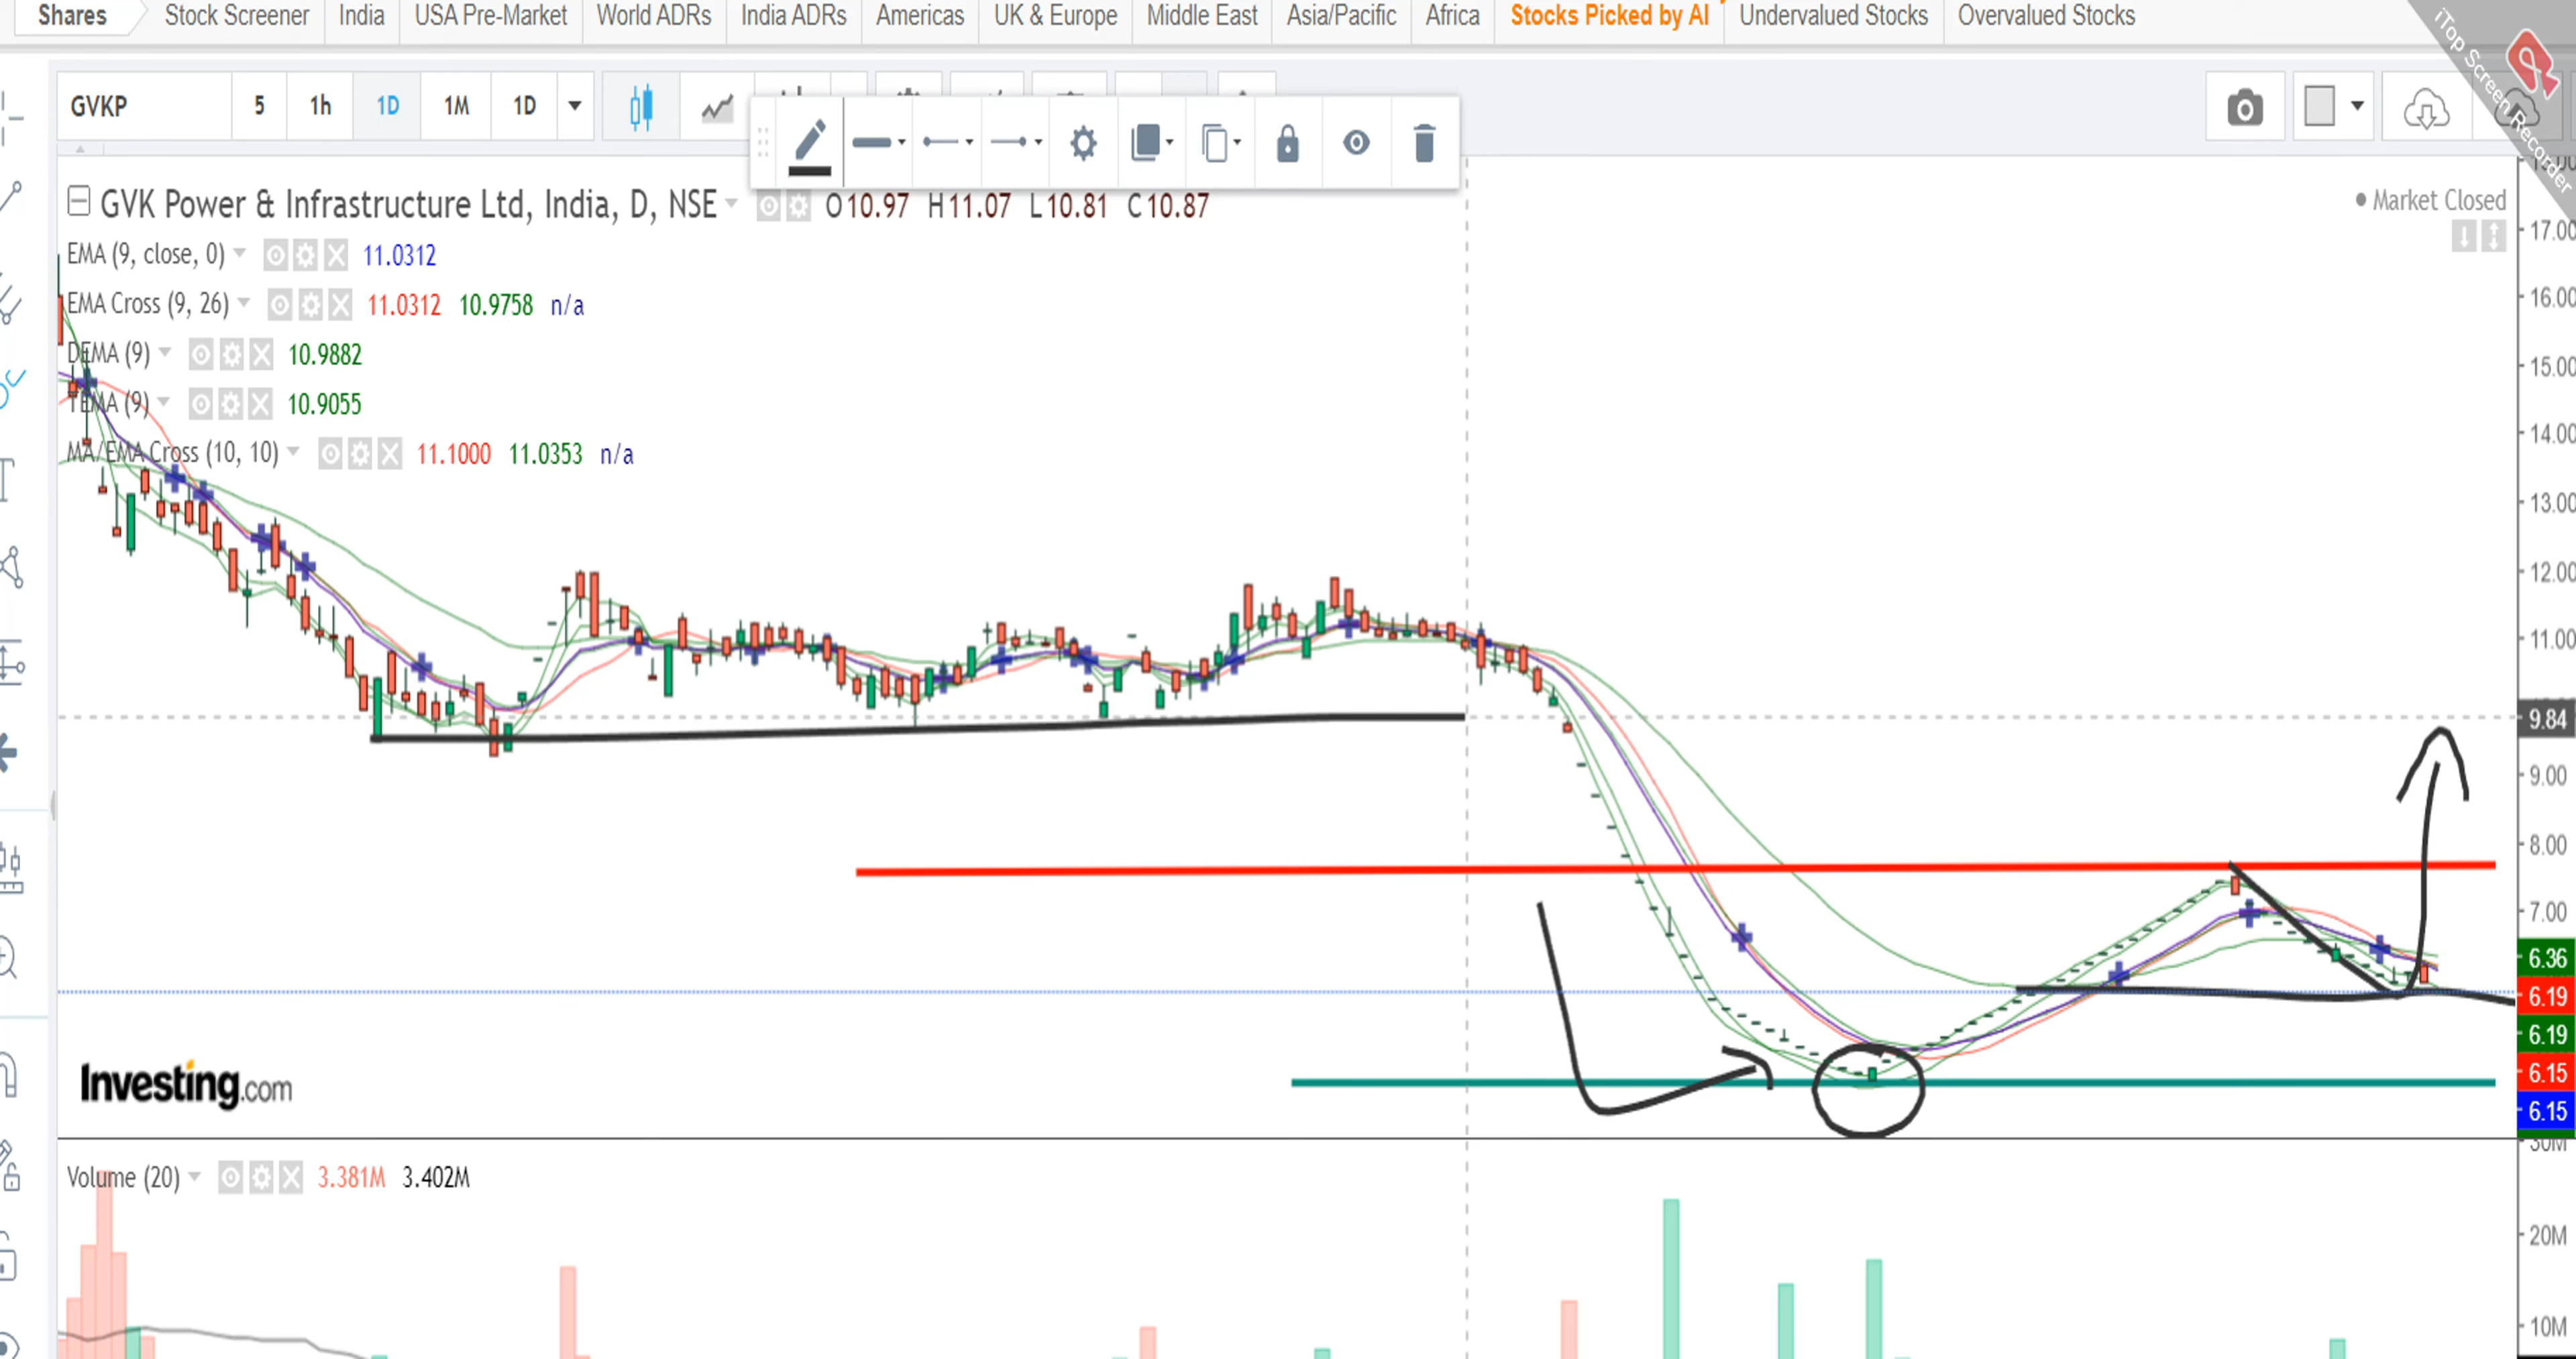 Shares Stock Screener India USA Pre-Market World ADRs India ADRs Americas UK & Europe Middle East Asia/Pacific Africa Stocks Picked by AI Undervalued Stocks Overvalued Stocks
iTop Screen Recorder
GVKP 5 1h 1D 1M 1D
GVK Power & Infrastructure Ltd, India, D, NSE O10.97 H11.07 L10.81 C10.87
Market Closed
EMA (9, close, 0) 11.0312
EMA Cross (9, 26) 11.0312 10.9758 n/a
DEMA (9) 10.9882
TEMA (9) 10.9055
MA/EMA Cross (10, 10) 11.1000 11.0353 n/a
17.00
16.00
15.00
14.00
13.00
12.00
11.00
9.84
9.00
8.00
7.00
6.36
6.19
6.19
6.15
6.15
Investing.com
30M
Volume (20) 3.381M 3.402M
20M
10M